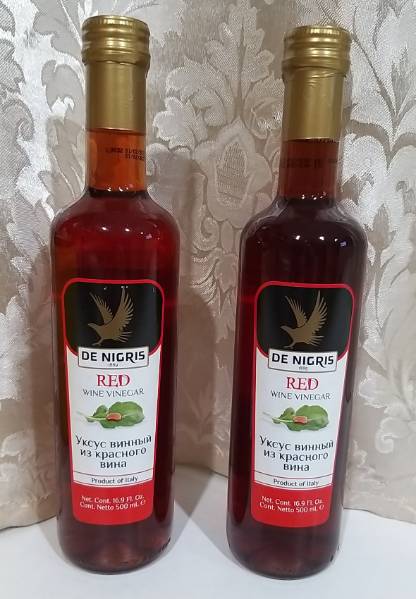 DE NIGRIS
1889
RED
WINE VINEGAR
Уксус винный
из красного
вина
Product of Italy
Net. Cont. 16.9 Fl. Oz.
Cont. Netto 500 mL ℮
DE NIGRIS
1889
RED
WINE VINEGAR
Уксус винный
из красного
вина
Product of Italy
Net. Cont. 16.9 Fl. Oz.
Cont. Netto 500 mL ℮